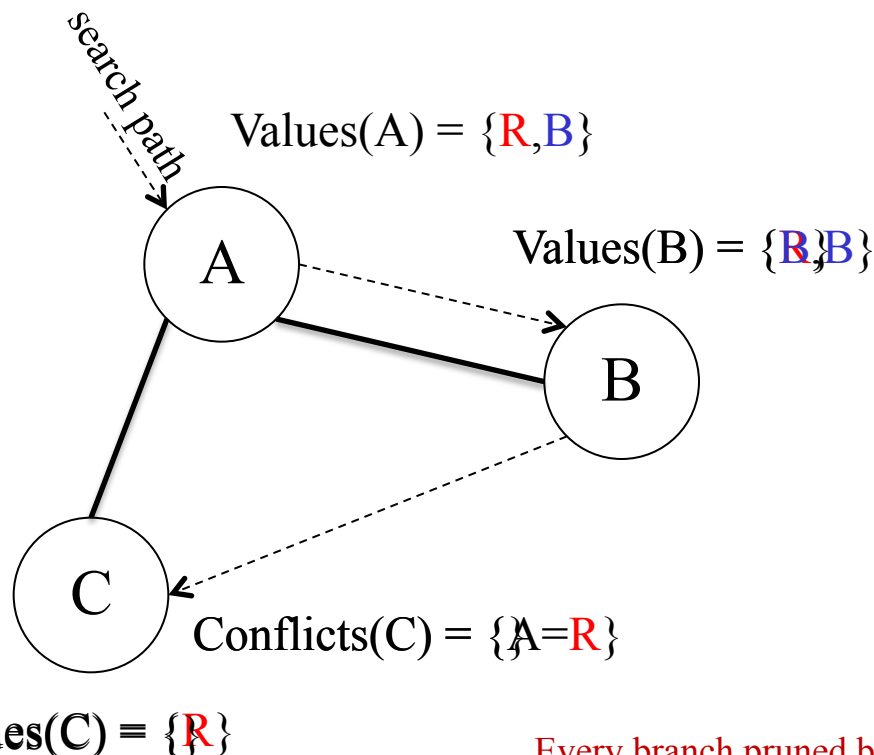 search path
Values(A) = {R,B}
A
Values(B) = {R,B}
B
C
Conflicts(C) = {A=R}
es(C) = {R}
Every branch pruned b